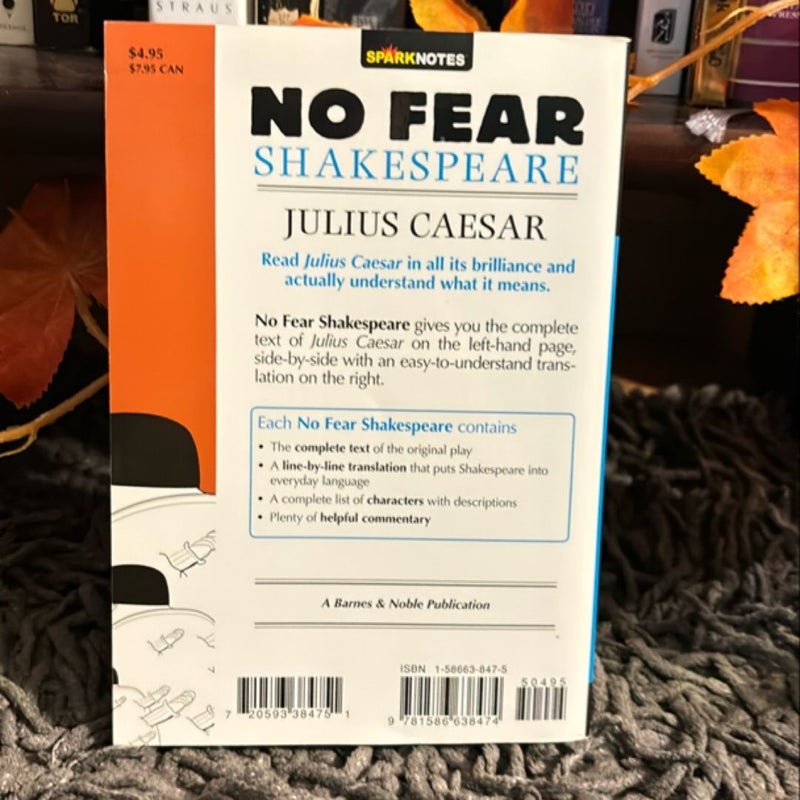 STRAUS
TOR
$4.95
$7.95 CAN
SPARKNOTES
NO FEAR
SHAKESPEARE
JULIUS CAESAR
Read Julius Caesar in all its brilliance and
actually understand what it means.
No Fear Shakespeare gives you the complete
text of Julius Caesar on the left-hand page,
side-by-side with an easy-to-understand trans-
lation on the right.
Each No Fear Shakespeare contains
• The complete text of the original play
• A line-by-line translation that puts Shakespeare into
everyday language
• A complete list of characters with descriptions
• Plenty of helpful commentary
A Barnes & Noble Publication
ISBN 1-58663-847-5
50495
7 20593 38475 1
9 781586 638474